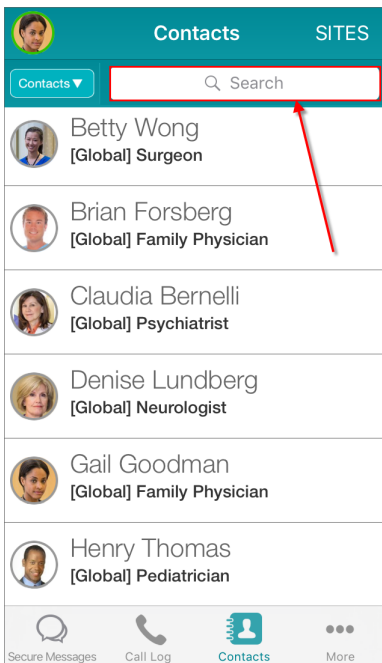 Contacts SITES
Contacts▼ Search
Betty Wong
[Global] Surgeon
Brian Forsberg
[Global] Family Physician
Claudia Bernelli
[Global] Psychiatrist
Denise Lundberg
[Global] Neurologist
Gail Goodman
[Global] Family Physician
Henry Thomas
[Global] Pediatrician
Secure Messages Call Log Contacts More